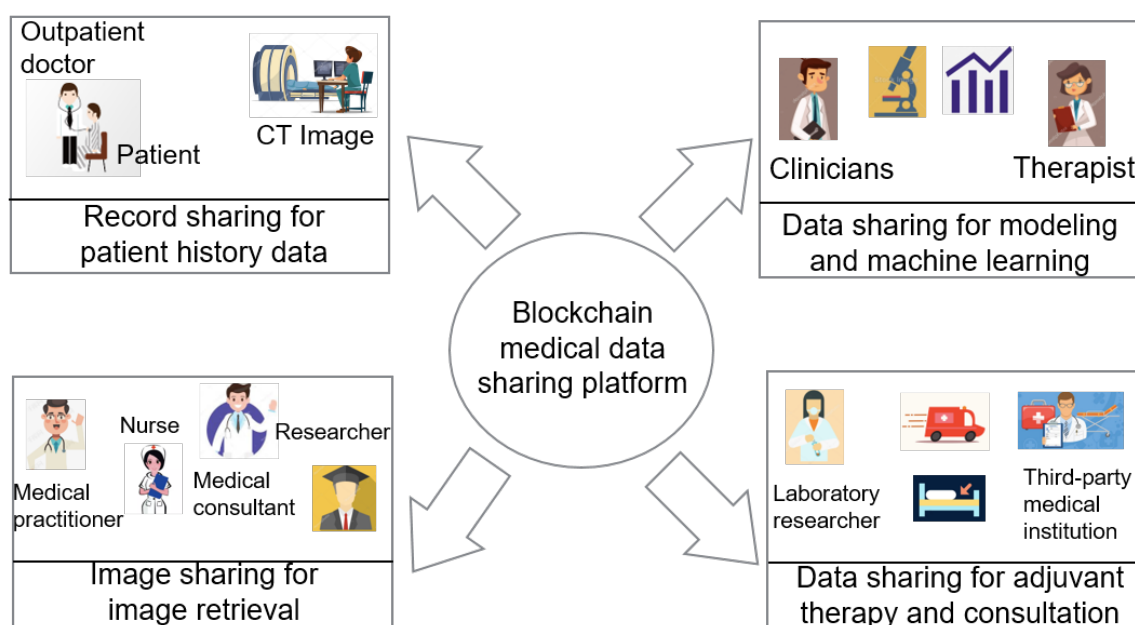 Outpatient
doctor
Patient
CT Image
Record sharing for
patient history data
Clinicians
Therapist
Data sharing for modeling
and machine learning
Blockchain
medical data
sharing platform
Medical
practitioner
Nurse
Medical
consultant
Researcher
Image sharing for
image retrieval
Laboratory
researcher
Third-party
medical
institution
Data sharing for adjuvant
therapy and consultation